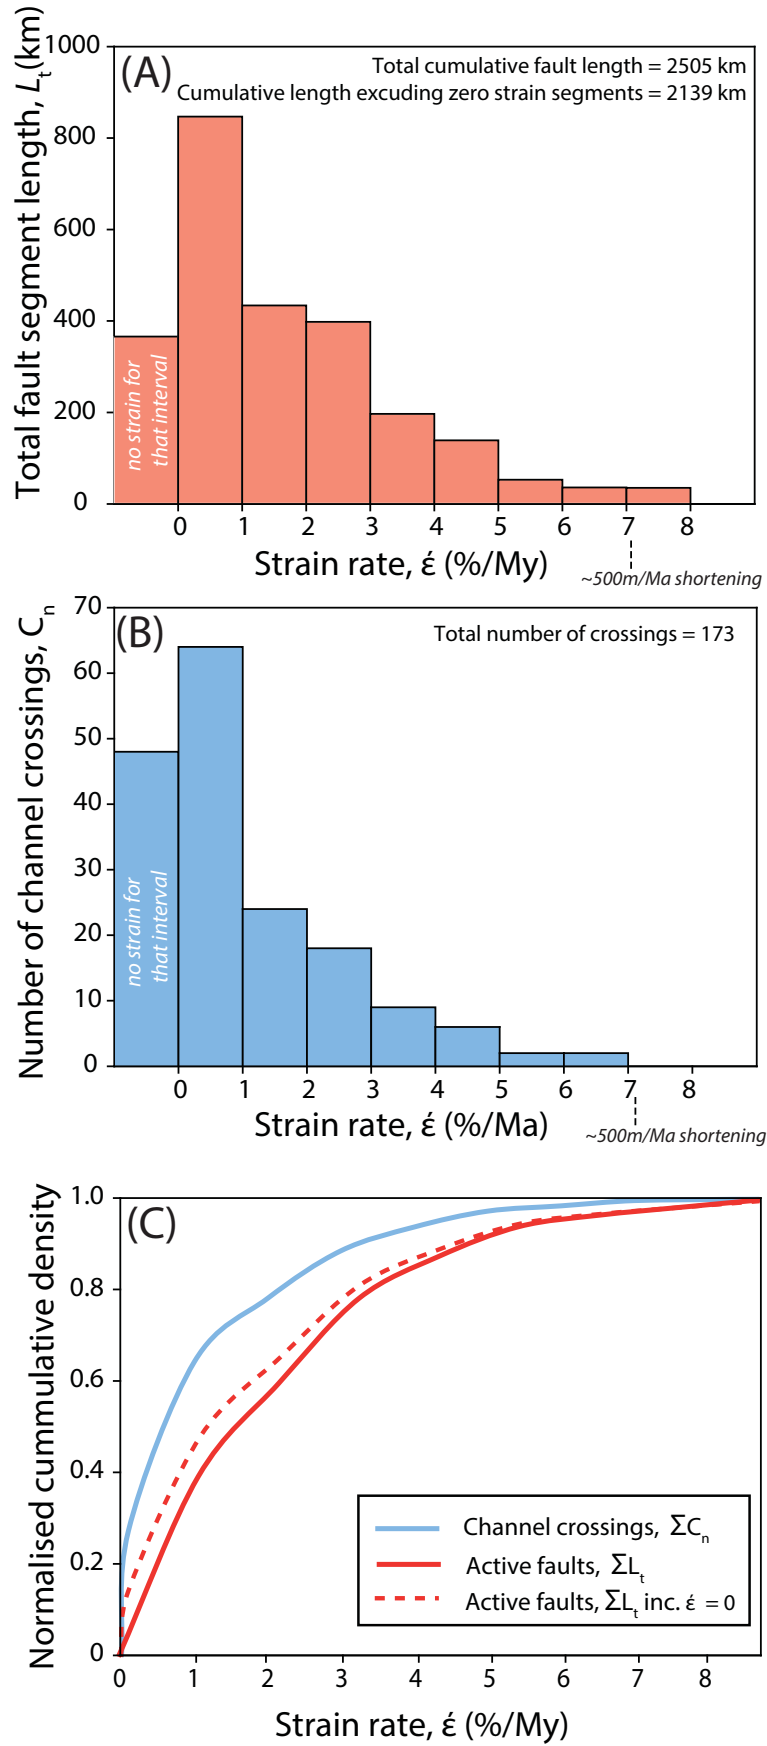 (A)
Total cumulative fault length = 2505 km
Cumulative length excuding zero strain segments = 2139 km
Total fault segment length, Lt(km)
1000
800
600
400
200
0
no strain for
that interval
0 1 2 3 4 5 6 7 8
Strain rate, έ (%/My)
~500m/Ma shortening
(B)
Total number of crossings = 173
Number of channel crossings, Cn
70
60
50
40
30
20
10
0
no strain for
that interval
0 1 2 3 4 5 6 7 8
Strain rate, έ (%/Ma)
~500m/Ma shortening
(C)
Normalised cummulative density
1.0
0.8
0.6
0.4
0.2
0
Channel crossings, ΣCn
Active faults, ΣLt
Active faults, ΣLt inc. έ = 0
0 1 2 3 4 5 6 7 8
Strain rate, έ (%/My)